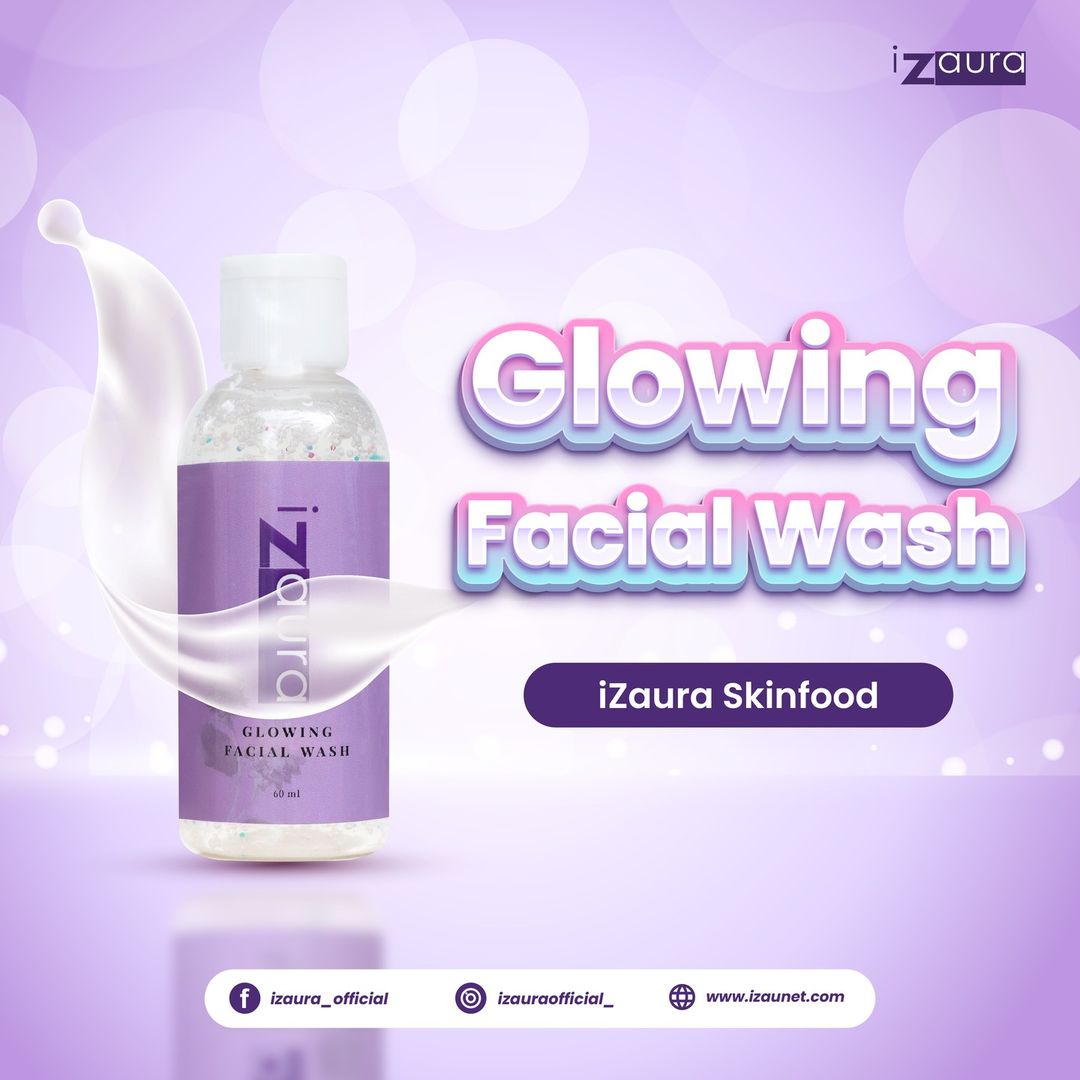 iZaura
Glowing
Facial Wash
iZaura Skinfood
iZaura
GLOWING
FACIAL WASH
60 ml
izaura_official
izauraofficial_
www.izaunet.com